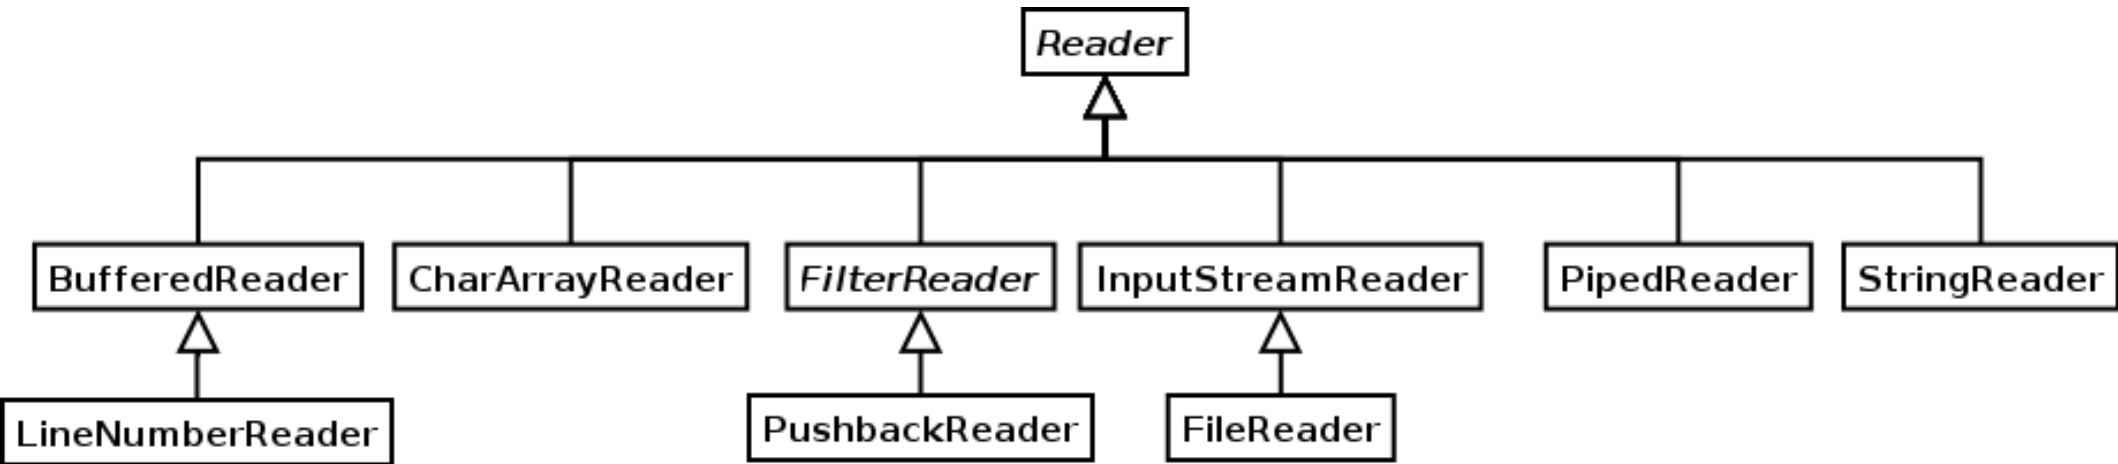 Reader
BufferedReader
CharArrayReader
FilterReader
InputStreamReader
PipedReader
StringReader
LineNumberReader
PushbackReader
FileReader